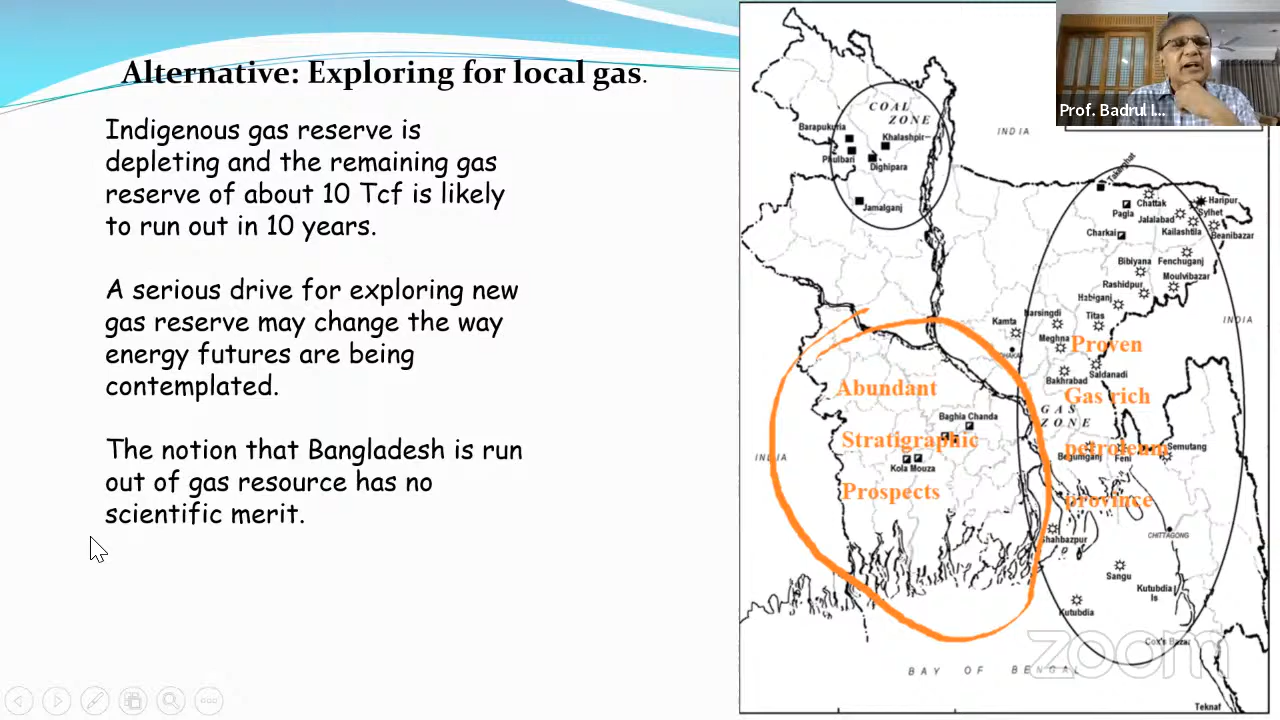 Alternative: Exploring for local gas.
Indigenous gas reserve is
depleting and the remaining gas
reserve of about 10 Tcf is likely
to run out in 10 years.
A serious drive for exploring new
gas reserve may change the way
energy futures are being
contemplated.
The notion that Bangladesh is run
out of gas resource has no
scientific merit.
Prof. Badrul I...
COAL
ZONE
Barapukuria
Khalashpir
Phulbari
Dighipara
Jamalganj
INDIA
Takerghat
Chattak
Haripur
Pagla
Sylhet
Jalalabad
Kailashtila
Beanibazar
Charkai
Bibiyana
Fenchuganj
Moulvibazar
Rashidpur
Habiganj
INDIA
Kamta
Narsingdi
Titas
Meghna
DHAKA
Proven
Saldanadi
Bakhrabad
Gas rich
GAS
ZONE
petroleum
Begumganj
Feni
Semutang
province
Abundant
Baghia Chanda
Stratigraphic
INDIA
Kola Mouza
Prospects
Shahbazpur
CHITTAGONG
Sangu
Kutubdia
Is
Kutubdia
Cox's Bazar
zoom
BAY OF BENGAL
Teknaf